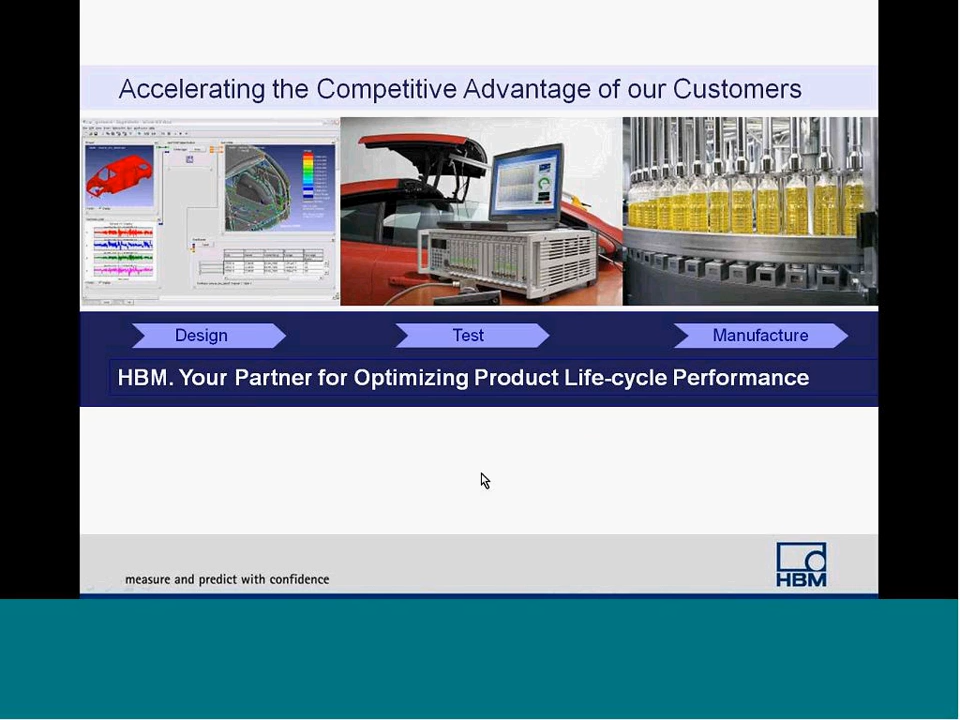 Accelerating the Competitive Advantage of our Customers
Design
Test
Manufacture
HBM. Your Partner for Optimizing Product Life-cycle Performance
measure and predict with confidence
HBM